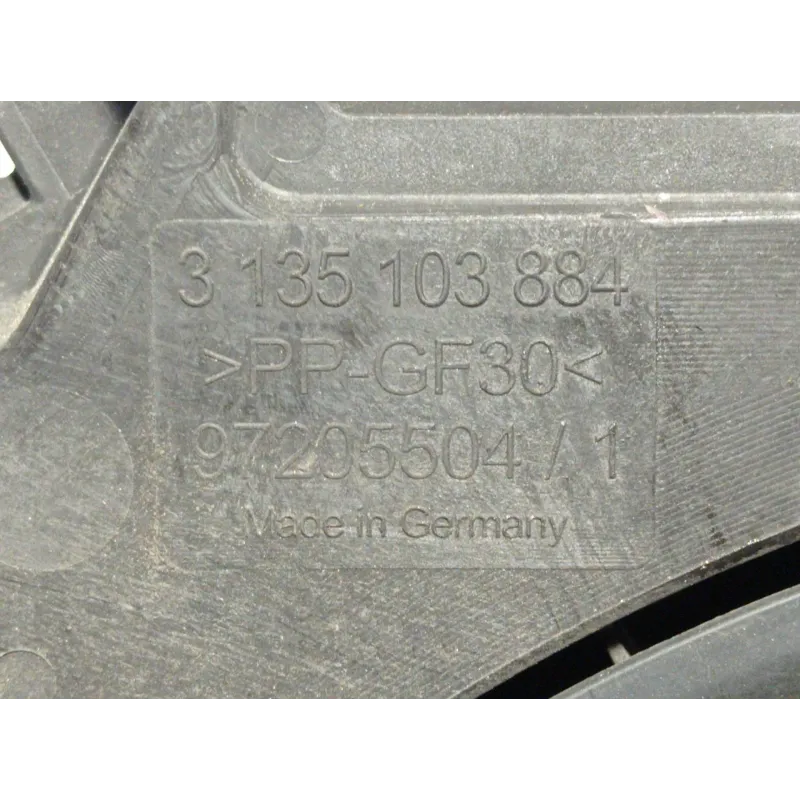 3 135 103 884
>PP-GF30<
97205504 / 1
Made in Germany